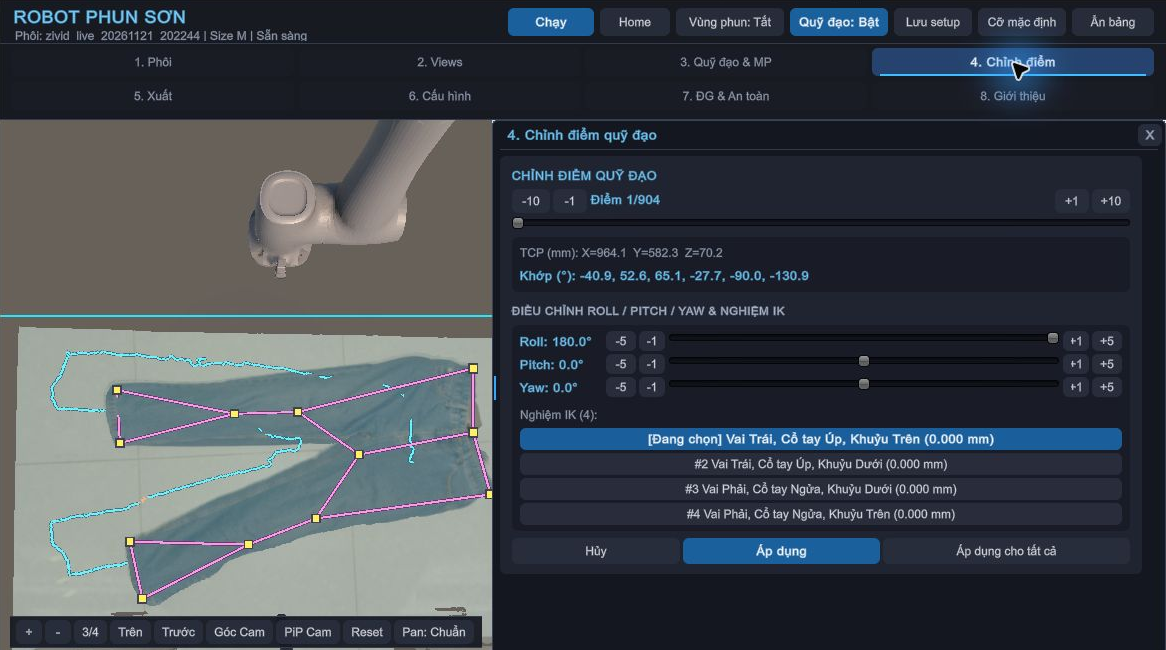 ROBOT PHUN SƠN
Phôi: zivid live 20261121 202244 | Size M | Sẵn sàng
Chạy
Home
Vùng phun: Tắt
Quỹ đạo: Bật
Lưu setup
Cỡ mặc định
Ẩn bảng
1. Phôi
2. Views
3. Quỹ đạo & MP
4. Chỉnh điểm
5. Xuất
6. Cấu hình
7. ĐG & An toàn
8. Giới thiệu
4. Chỉnh điểm quỹ đạo
X
CHỈNH ĐIỂM QUỸ ĐẠO
-10
-1
Điểm 1/904
+1
+10
TCP (mm): X=964.1 Y=582.3 Z=70.2
Khớp (°): -40.9, 52.6, 65.1, -27.7, -90.0, -130.9
ĐIỀU CHỈNH ROLL / PITCH / YAW & NGHIỆM IK
Roll: 180.0° -5 -1 +1 +5
Pitch: 0.0° -5 -1 +1 +5
Yaw: 0.0° -5 -1 +1 +5
Nghiệm IK (4):
[Đang chọn] Vai Trái, Cổ tay Úp, Khuỷu Trên (0.000 mm)
#2 Vai Trái, Cổ tay Úp, Khuỷu Dưới (0.000 mm)
#3 Vai Phải, Cổ tay Ngửa, Khuỷu Dưới (0.000 mm)
#4 Vai Phải, Cổ tay Ngửa, Khuỷu Trên (0.000 mm)
Hủy
Áp dụng
Áp dụng cho tất cả
+
-
3/4
Trên
Trước
Góc Cam
PiP Cam
Reset
Pan: Chuẩn